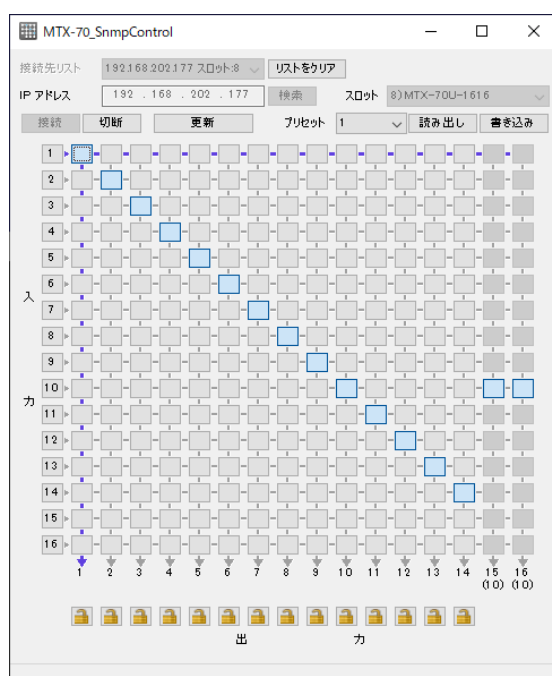 MTX-70_SnmpControl
接続先リスト 192.168.202.177 スロット:8 リストをクリア
IP アドレス 192 . 168 . 202 . 177 検索 スロット 8)MTX-70U-1616
接続 切断 更新 プリセット 1 読み出し 書き込み
1
2
3
4
5
6
入
7
8
9
10
力
11
12
13
14
15
16
1 2 3 4 5 6 7 8 9 10 11 12 13 14 15 16
(10) (10)
出 力